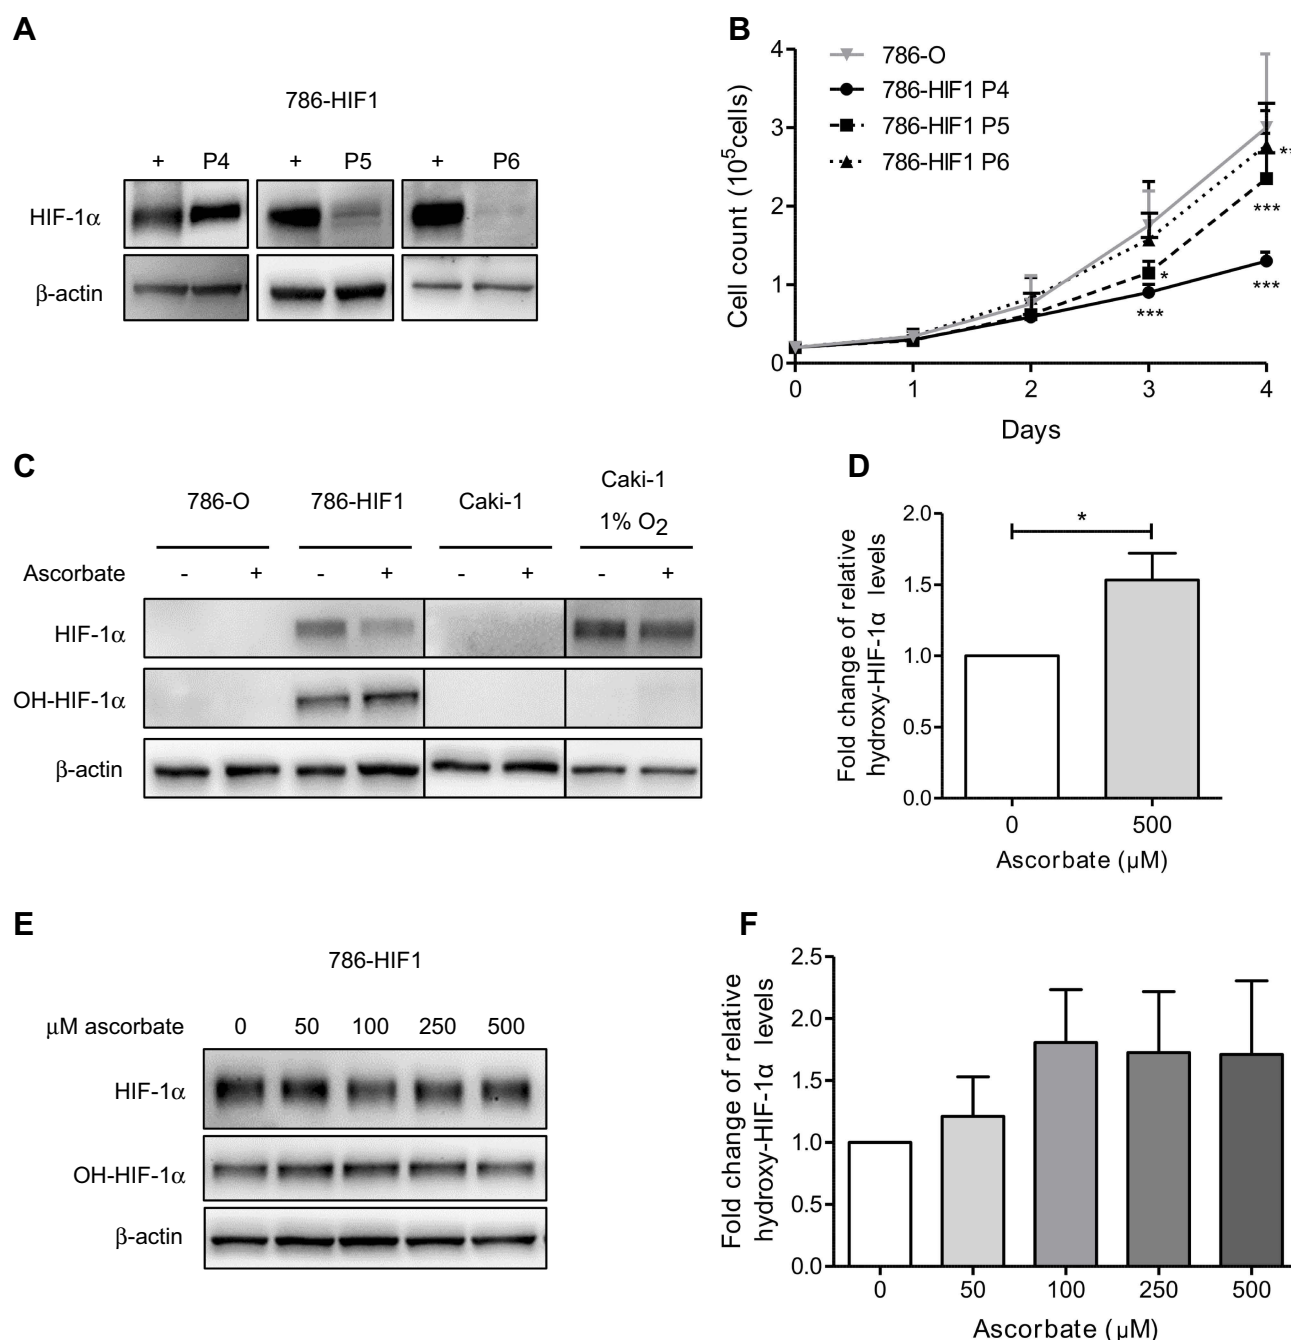 A
786-HIF1
+ P4 + P5 + P6
HIF-1α
β-actin
B
4
3
2
1
0
Cell count (10⁵cells)
786-O
786-HIF1 P4
786-HIF1 P5
786-HIF1 P6
**
***
*
***
***
0 1 2 3 4
Days
C
786-O 786-HIF1 Caki-1 Caki-1
1% O₂
Ascorbate - + - + - + - +
HIF-1α
OH-HIF-1α
β-actin
D
Fold change of relative
hydroxy-HIF-1α levels
2.0
1.5
1.0
0.5
0.0
*
0 500
Ascorbate (μM)
E
786-HIF1
μM ascorbate 0 50 100 250 500
HIF-1α
OH-HIF-1α
β-actin
F
Fold change of relative
hydroxy-HIF-1α levels
2.5
2.0
1.5
1.0
0.5
0.0
0 50 100 250 500
Ascorbate (μM)